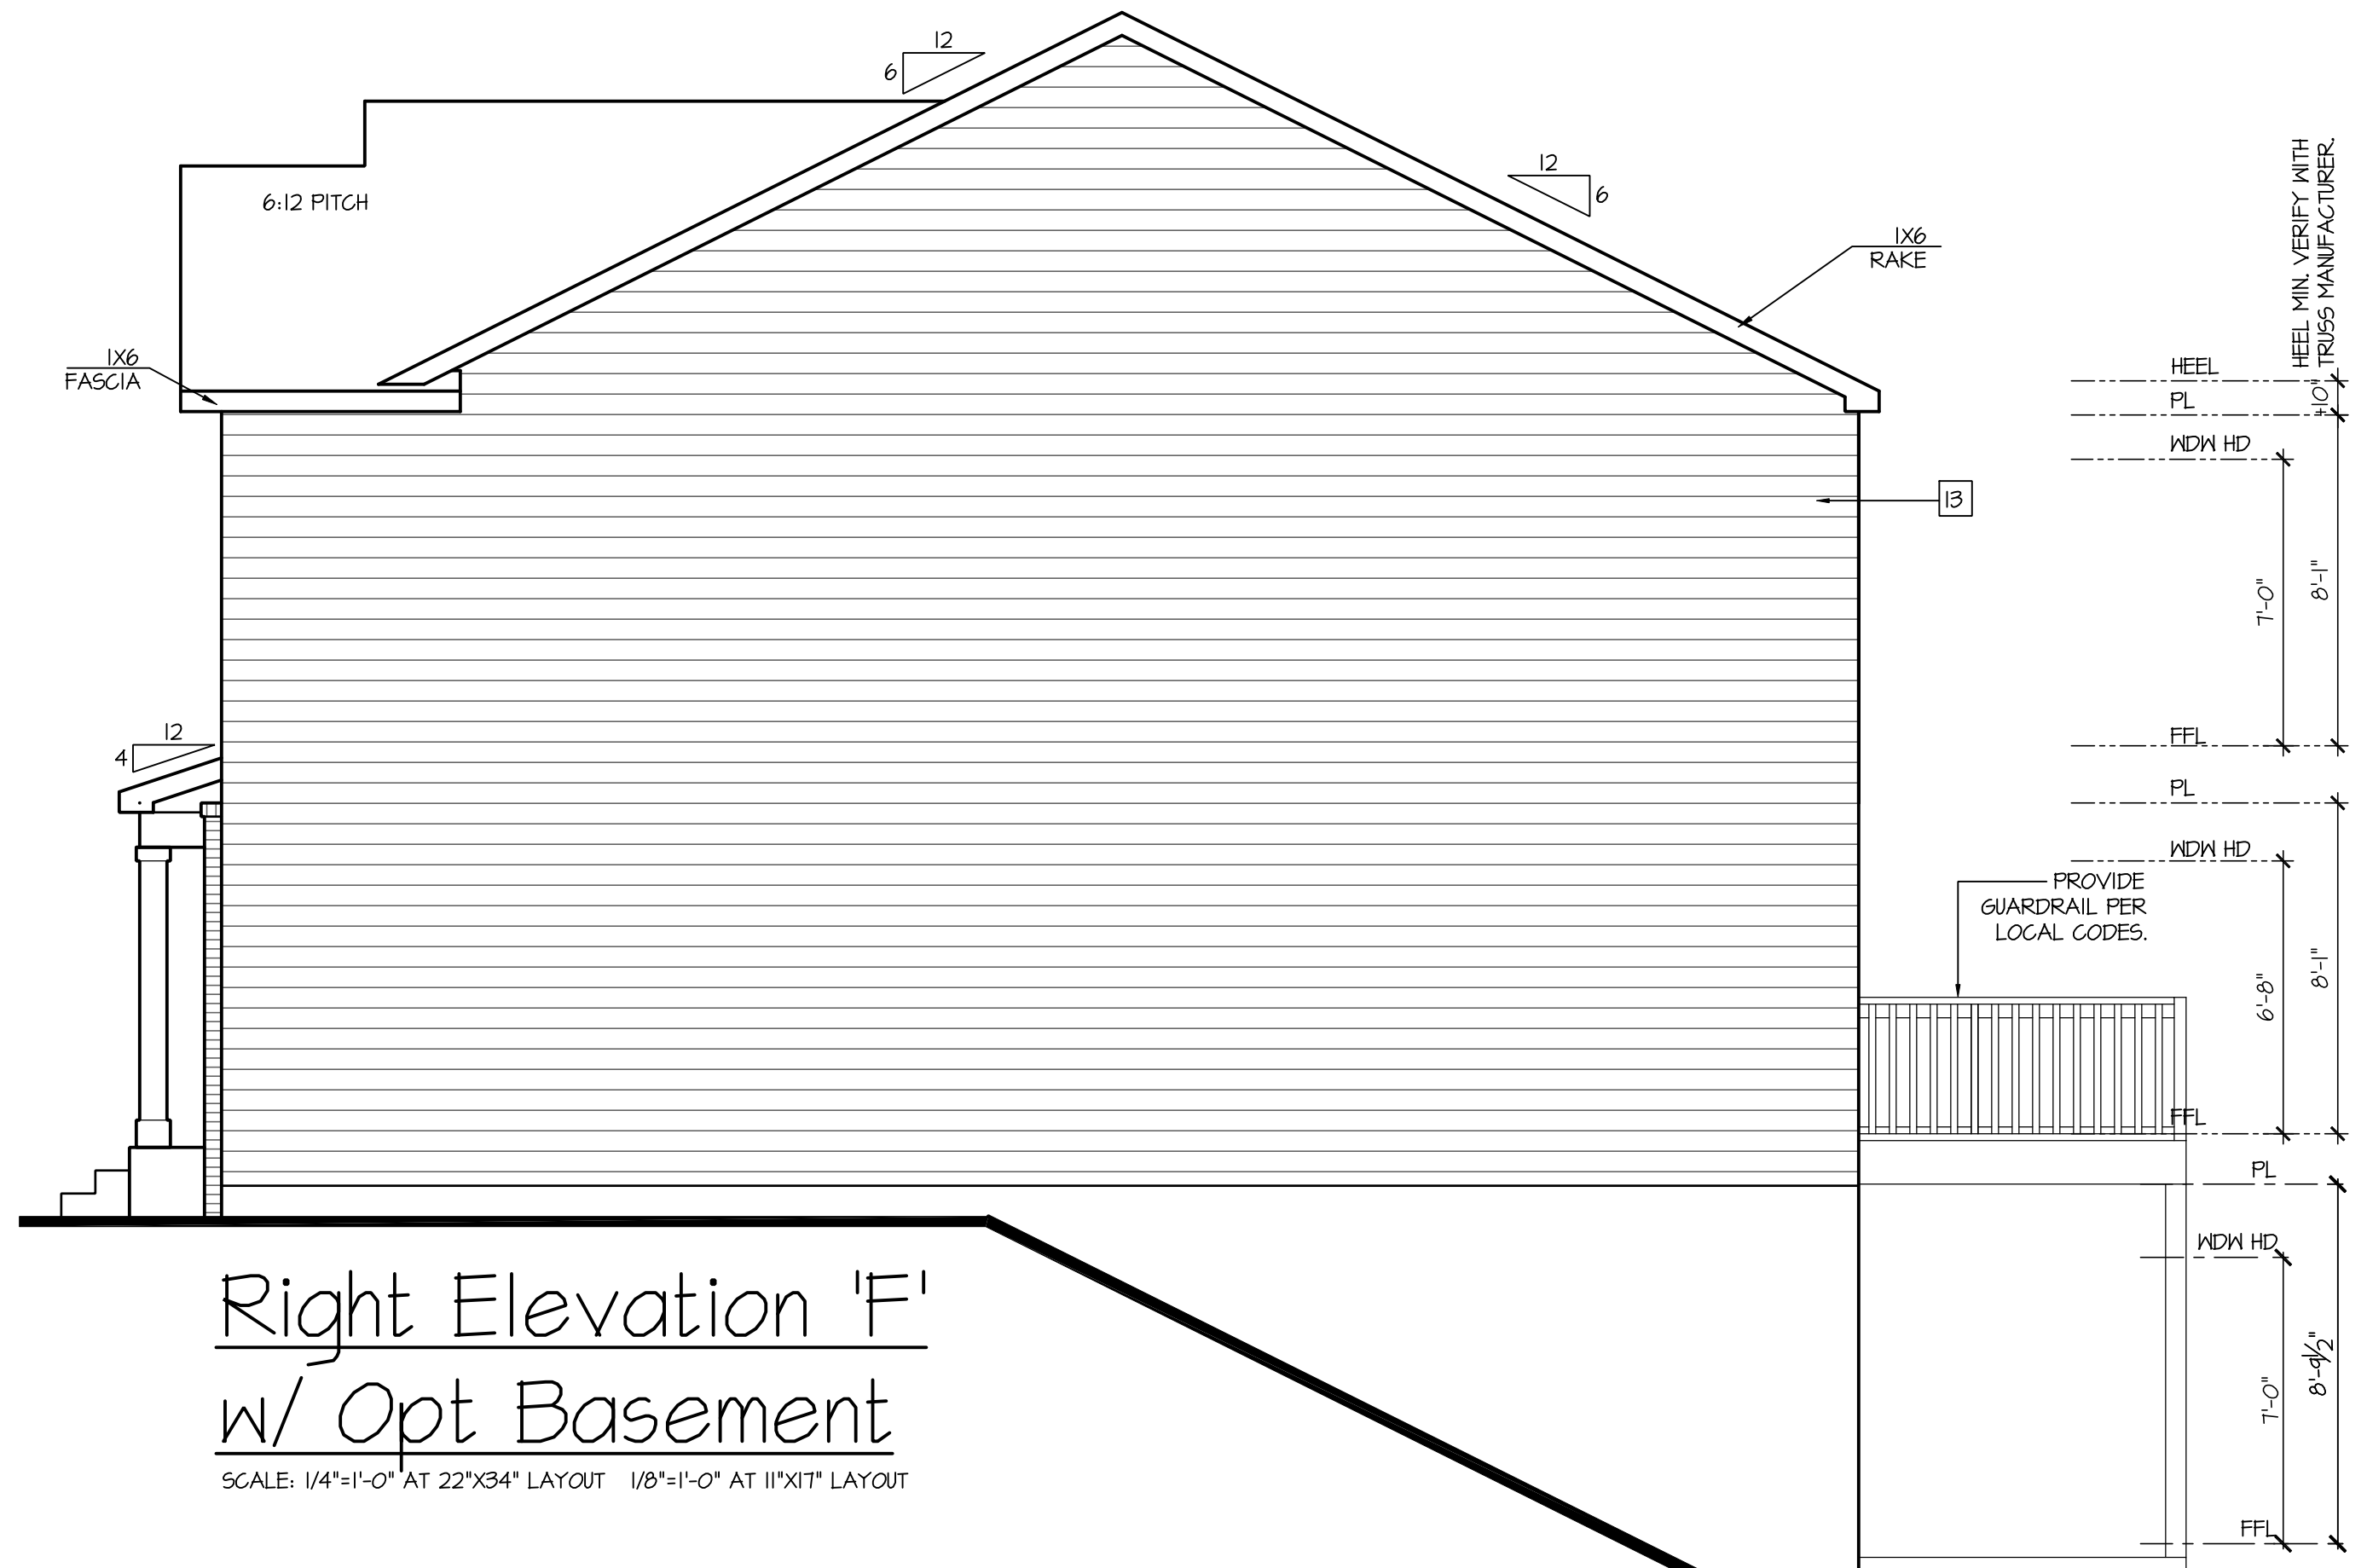 12
6
12
6
6:12 PITCH
1X6
RAKE
HEEL MIN. VERIFY WITH
TRUSS MANUFACTURER.
1X6
FASCIA
HEEL
+10"
PL
WDW HD
13
7'-0"
8'-1"
12
4
FFL
PL
WDW HD
PROVIDE
GUARDRAIL PER
LOCAL CODES.
6'-8"
8'-1"
FFL
PL
WDW HD
7'-0"
8'-9 1/2"
FFL
Right Elevation 'F'
w/ Opt Basement
SCALE: 1/4"=1'-0" AT 22"X34" LAYOUT 1/8"=1'-0" AT 11"X17" LAYOUT